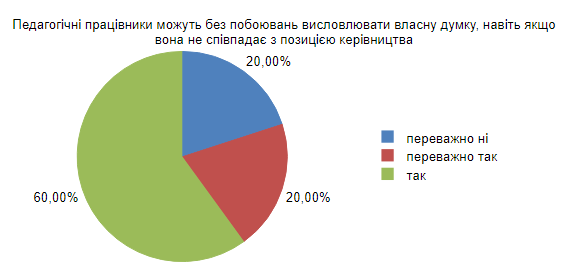 Педагогічні працівники можуть без побоювань висловлювати власну думку, навіть якщо
вона не співпадає з позицією керівництва
20,00%
переважно ні
переважно так
так
60,00%
20,00%